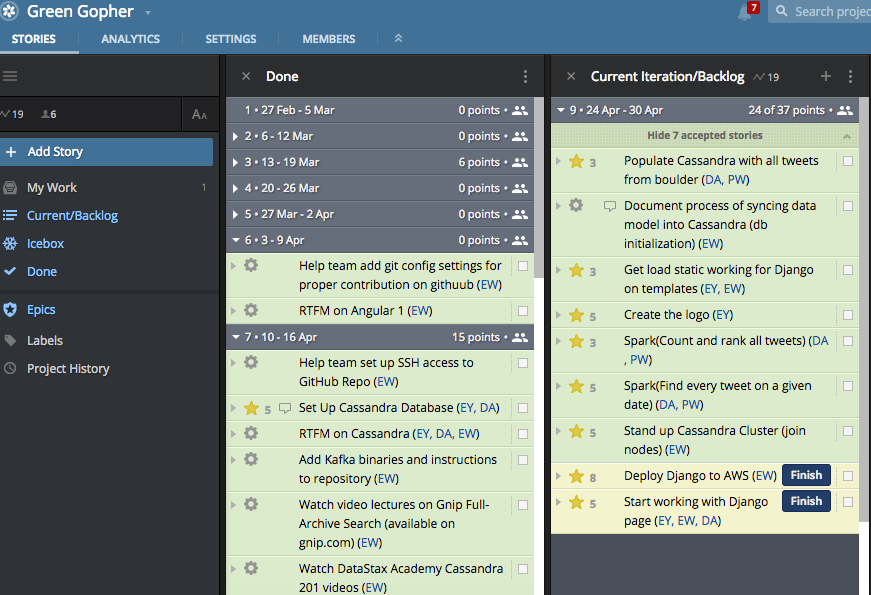 Green Gopher
7
Search projec
STORIES
ANALYTICS
SETTINGS
MEMBERS
19
6
AA
Add Story
My Work 1
Current/Backlog
Icebox
Done
Epics
Labels
Project History
Done
1 • 27 Feb - 5 Mar 0 points •
2 • 6 - 12 Mar 0 points •
3 • 13 - 19 Mar 6 points •
4 • 20 - 26 Mar 0 points •
5 • 27 Mar - 2 Apr 0 points •
6 • 3 - 9 Apr 0 points •
Help team add git config settings for
proper contribution on githuub (EW)
RTFM on Angular 1 (EW)
7 • 10 - 16 Apr 15 points •
Help team set up SSH access to
GitHub Repo (EW)
5 Set Up Cassandra Database (EY, DA)
RTFM on Cassandra (EY, DA, EW)
Add Kafka binaries and instructions
to repository (EW)
Watch video lectures on Gnip Full-
Archive Search (available on
gnip.com) (EW)
Watch DataStax Academy Cassandra
201 videos (EW)
Current Iteration/Backlog 19
9 • 24 Apr - 30 Apr 24 of 37 points •
Hide 7 accepted stories
3 Populate Cassandra with all tweets
from boulder (DA, PW)
Document process of syncing data
model into Cassandra (db
initialization) (EW)
3 Get load static working for Django
on templates (EY, EW)
5 Create the logo (EY)
3 Spark(Count and rank all tweets) (DA
, PW)
5 Spark(Find every tweet on a given
date) (DA, PW)
5 Stand up Cassandra Cluster (join
nodes) (EW)
8 Deploy Django to AWS (EW) Finish
5 Start working with Django Finish
page (EY, EW, DA)